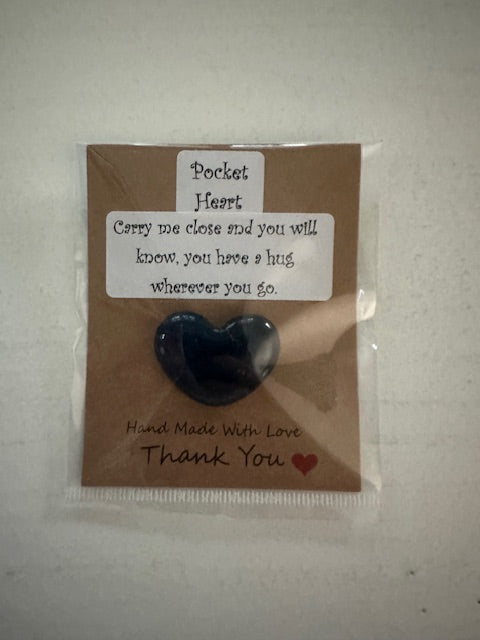 Pocket
Heart
Carry me close and you will
know, you have a hug
wherever you go.
Hand Made With Love
Thank You